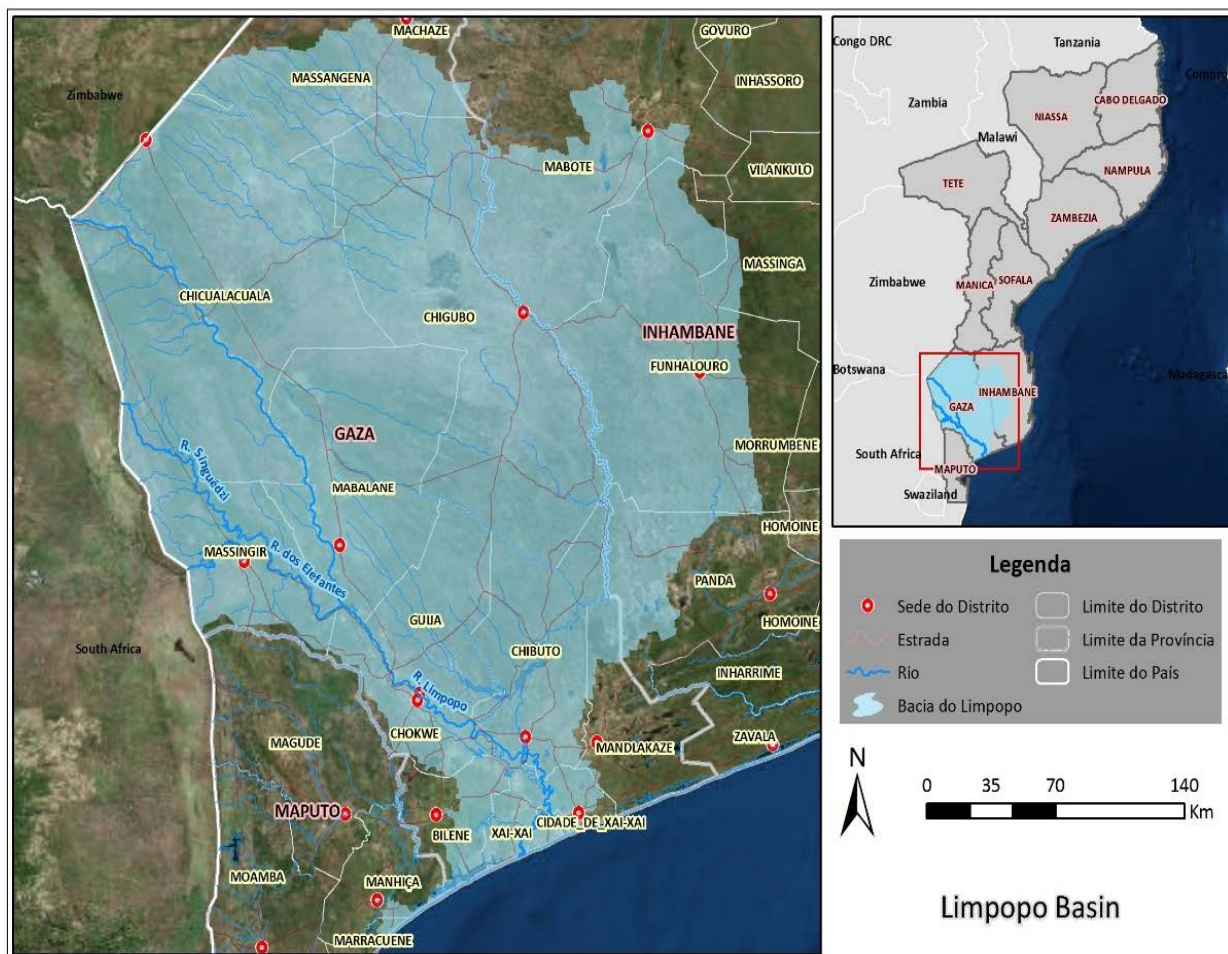 MACHAZE
GOVURO
MASSANGENA
INHASSORO
Zimbabwe
MABOTE
VILANKULO
MASSINGA
CHICUALACUALA
CHIGUBO
INHAMBANE
FUNHALOURO
GAZA
R. Singuédzi
MORRUMBENE
MABALANE
HOMOINE
MASSINGIR
R. dos Elefantes
PANDA
GUIJA
HOMOINE
South Africa
CHIBUTO
INHARRIME
R. Limpopo
CHOKWE
MANDLAKAZE
ZAVALA
MAGUDE
MAPUTO
BILENE
XAI-XAI
CIDADE_DE_XAI-XAI
MOAMBA
MANHIÇA
MARRACUENE
Congo DRC
Tanzania
Comoro
Zambia
CABO DELGADO
NIASSA
Malawi
NAMPULA
TETE
ZAMBEZIA
Zimbabwe
MANICA
SOFALA
Botswana
Madagasca
INHAMBANE
GAZA
South Africa
MAPUTO
Swaziland
Legenda
Sede do Distrito
Limite do Distrito
Estrada
Limite da Província
Rio
Limite do País
Bacia do Limpopo
N
0 35 70 140
Km
Limpopo Basin